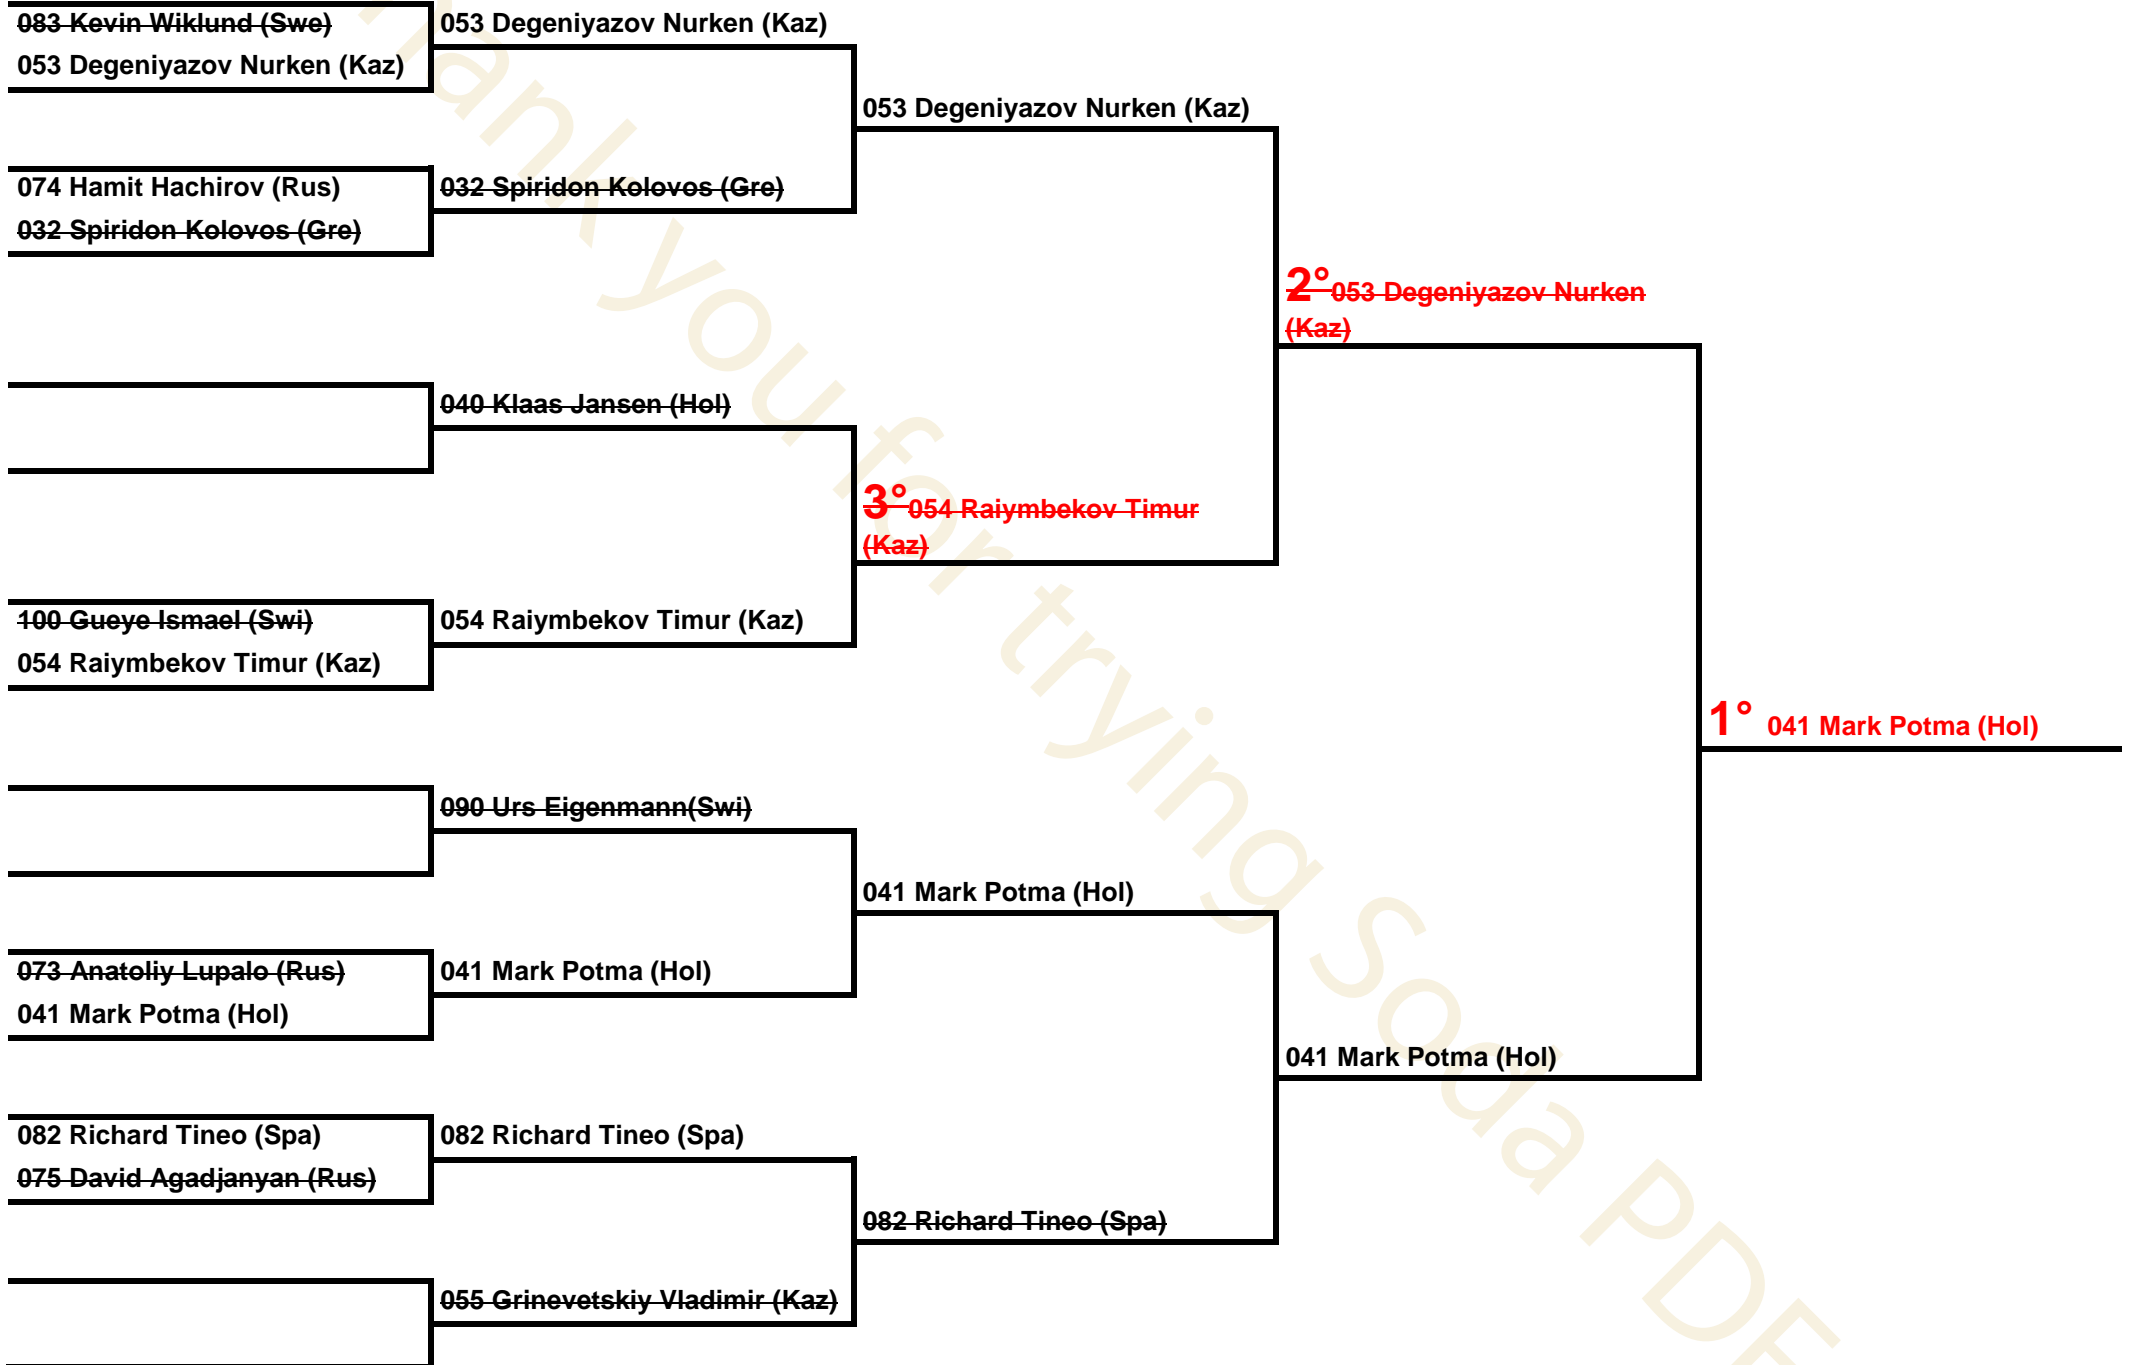 083 Kevin Wiklund (Swe)
053 Degeniyazov Nurken (Kaz)
074 Hamit Hachirov (Rus)
032 Spiridon Kolovos (Gre)
100 Gueye Ismael (Swi)
054 Raiymbekov Timur (Kaz)
073 Anatoliy Lupalo (Rus)
041 Mark Potma (Hol)
082 Richard Tineo (Spa)
075 David Agadjanyan (Rus)
053 Degeniyazov Nurken (Kaz)
032 Spiridon Kolovos (Gre)
040 Klaas Jansen (Hol)
054 Raiymbekov Timur (Kaz)
090 Urs Eigenmann(Swi)
041 Mark Potma (Hol)
082 Richard Tineo (Spa)
055 Grinevetskiy Vladimir (Kaz)
053 Degeniyazov Nurken (Kaz)
3° 054 Raiymbekov Timur
(Kaz)
041 Mark Potma (Hol)
082 Richard Tineo (Spa)
2° 053 Degeniyazov Nurken
(Kaz)
041 Mark Potma (Hol)
1° 041 Mark Potma (Hol)
hank you for trying Soda PDF